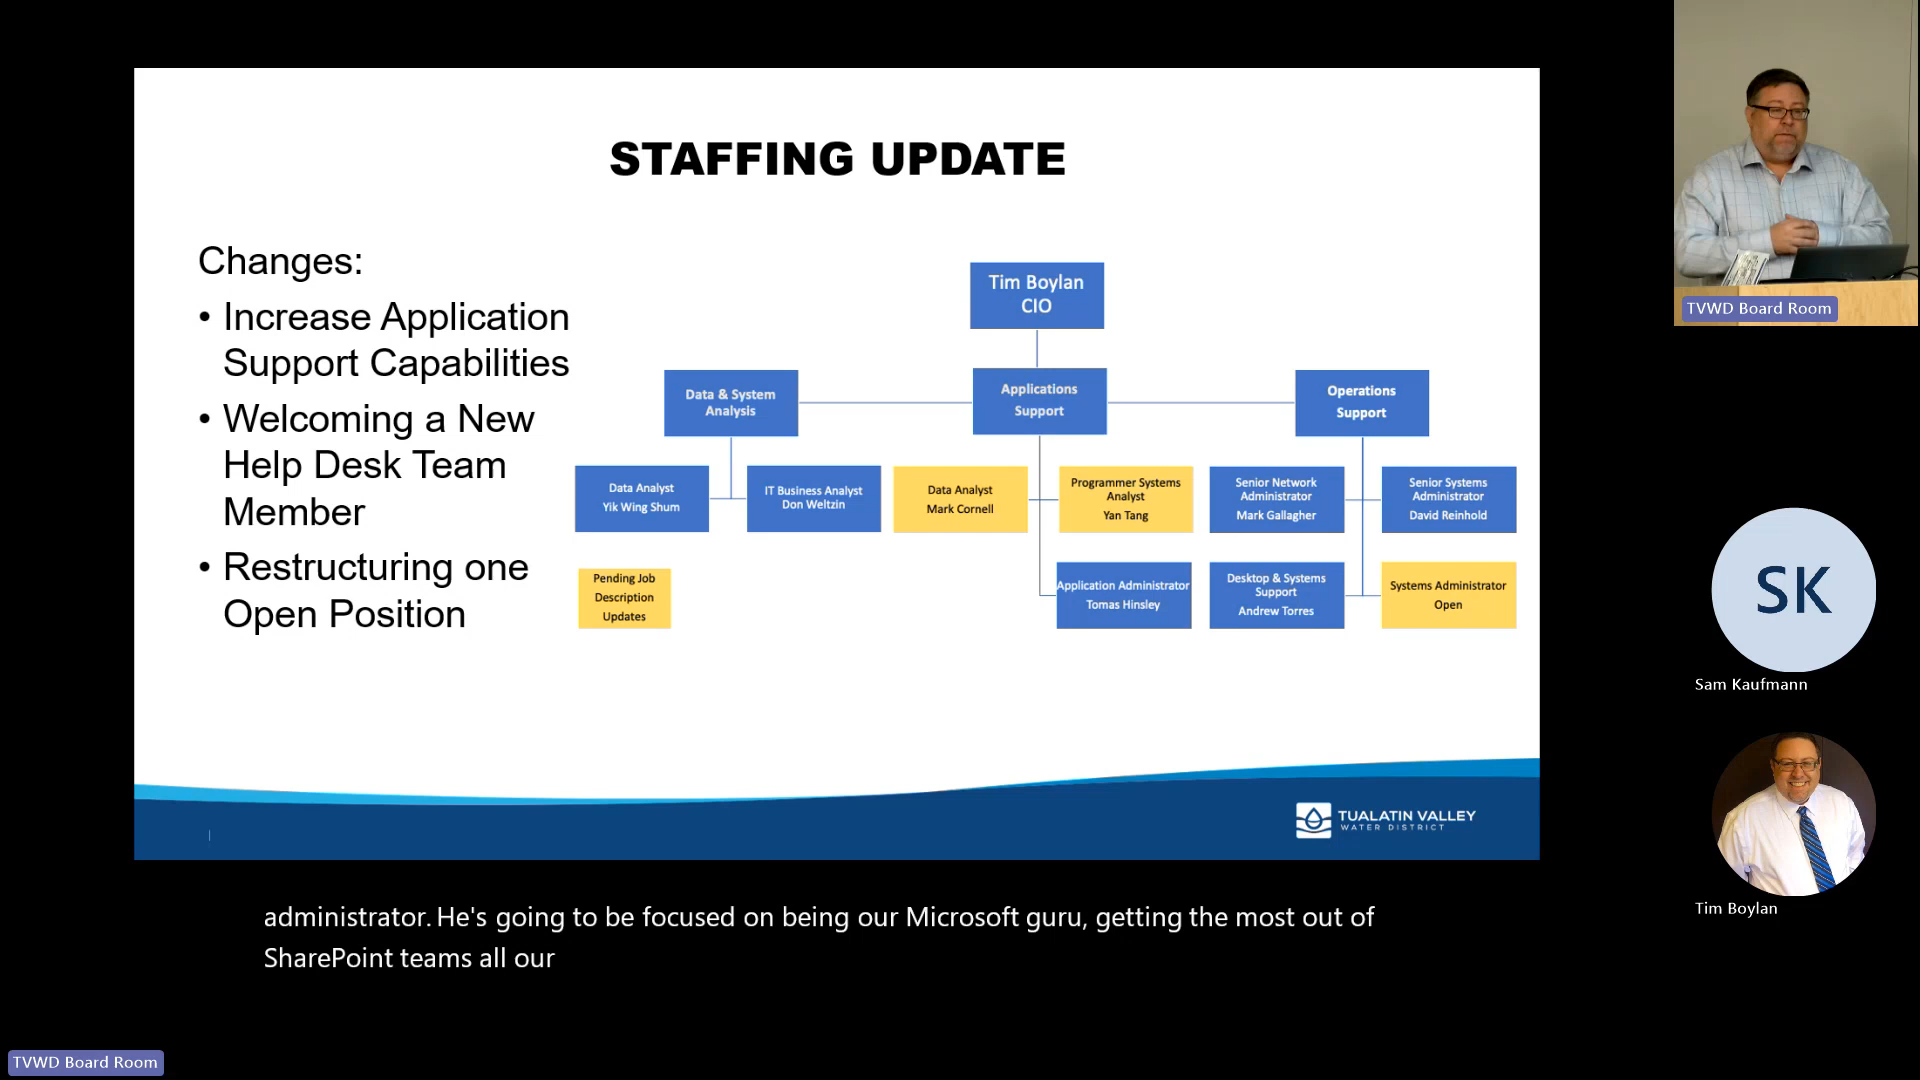 STAFFING UPDATE
Changes:
• Increase Application
Support Capabilities
• Welcoming a New
Help Desk Team
Member
• Restructuring one
Open Position
Tim Boylan
CIO
Data & System
Analysis
Applications
Support
Operations
Support
Data Analyst
Yik Wing Shum
IT Business Analyst
Don Weltzin
Data Analyst
Mark Cornell
Programmer Systems
Analyst
Yan Tang
Senior Network
Administrator
Mark Gallagher
Senior Systems
Administrator
David Reinhold
Pending Job
Description
Updates
Application Administrator
Tomas Hinsley
Desktop & Systems
Support
Andrew Torres
Systems Administrator
Open
TUALATIN VALLEY
WATER DISTRICT
TVWD Board Room
SK
Sam Kaufmann
Tim Boylan
administrator. He's going to be focused on being our Microsoft guru, getting the most out of
SharePoint teams all our
TVWD Board Room